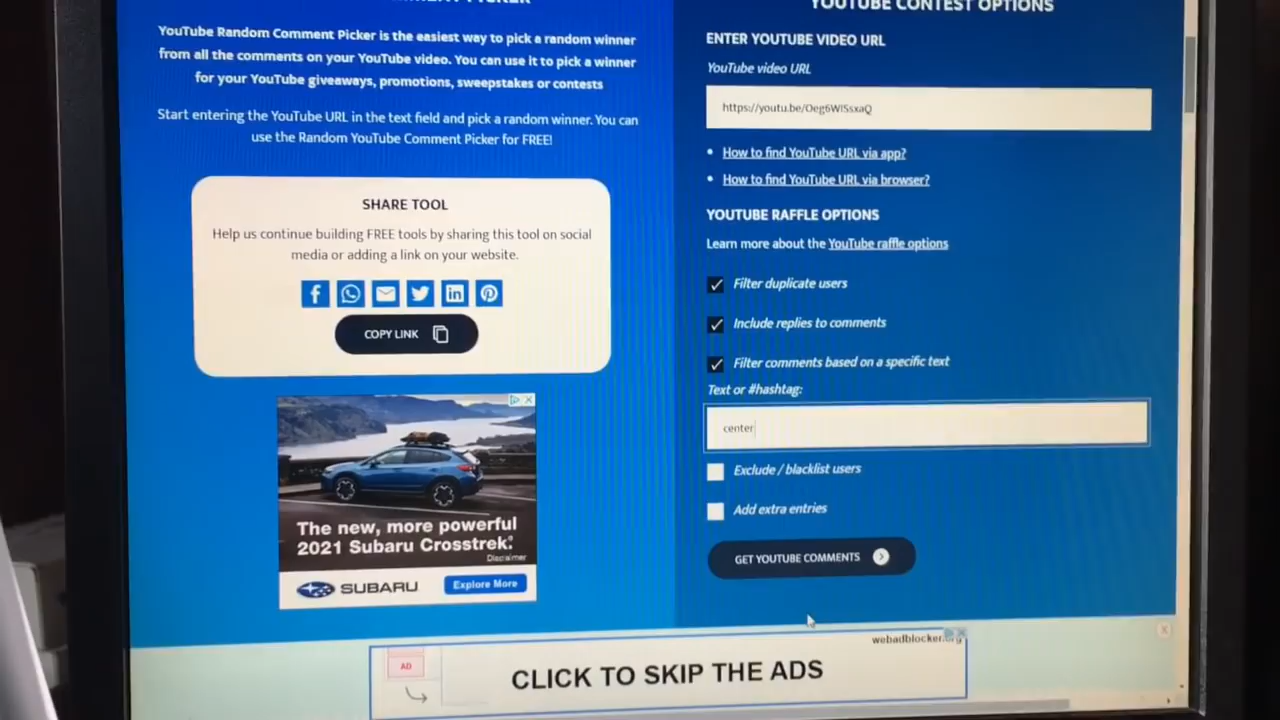 YouTube Random Comment Picker is the easiest way to pick a random winner
from all the comments on your YouTube video. You can use it to pick a winner
for your YouTube giveaways, promotions, sweepstakes or contests
Start entering the YouTube URL in the text field and pick a random winner. You can
use the Random YouTube Comment Picker for FREE!
SHARE TOOL
Help us continue building FREE tools by sharing this tool on social
media or adding a link on your website.
COPY LINK
The new, more powerful
2021 Subaru Crosstrek.
Disclaimer
SUBARU
Explore More
YOUTUBE CONTEST OPTIONS
ENTER YOUTUBE VIDEO URL
YouTube video URL
How to find YouTube URL via app?
How to find YouTube URL via browser?
YOUTUBE RAFFLE OPTIONS
Learn more about the YouTube raffle options
Filter duplicate users
Include replies to comments
Filter comments based on a specific text
Text or #hashtag:
center
Exclude / blacklist users
Add extra entries
GET YOUTUBE COMMENTS
webadblocker.org
AD
CLICK TO SKIP THE ADS